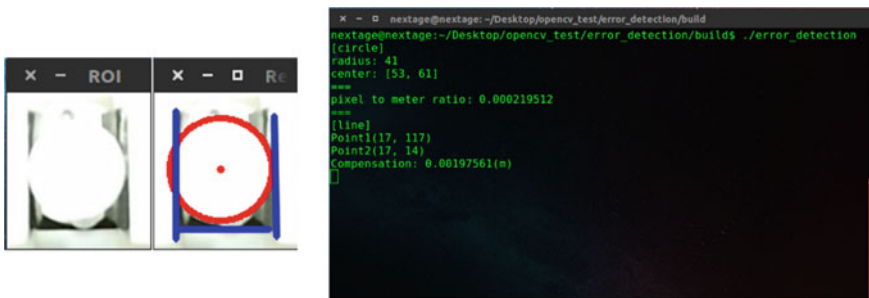 ROI
Re
nextage@nextage: ~/Desktop/opencv_test/error_detection/build
nextage@nextage:~/Desktop/opencv_test/error_detection/build$ ./error_detection
[circle]
radius: 41
center: [53, 61]
===
pixel to meter ratio: 0.000219512
===
[line]
Point1(17, 117)
Point2(17, 14)
Compensation: 0.00197561(m)